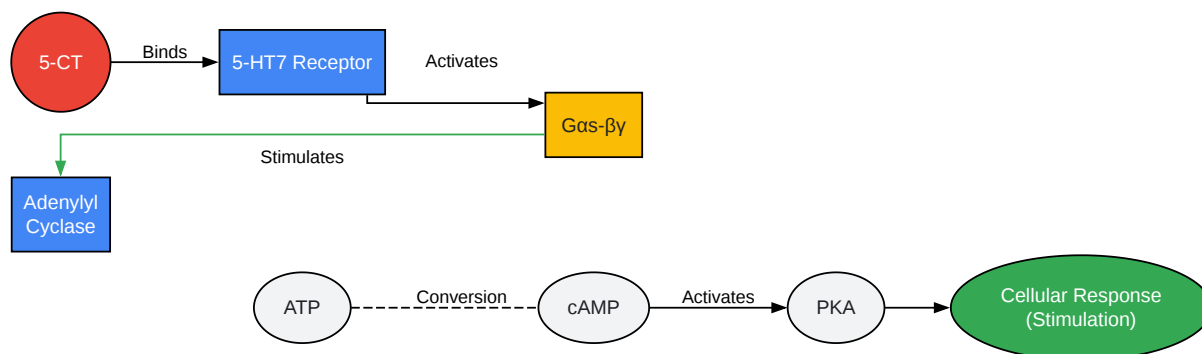 5-CT
Binds
5-HT7 Receptor
Activates
Gαs-βγ
Stimulates
Adenylyl
Cyclase
ATP
Conversion
cAMP
Activates
PKA
Cellular Response
(Stimulation)